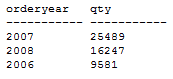 orderyear qty
----------- -----------
2007 25489
2008 16247
2006 9581